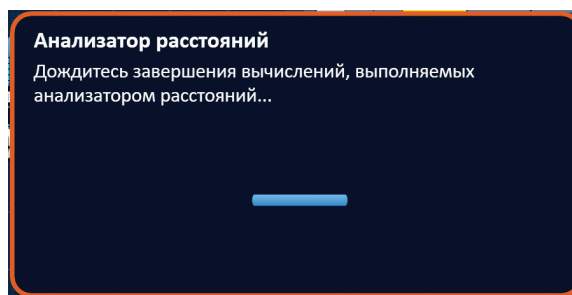 Анализатор расстояний
Дождитесь завершения вычислений, выполняемых
анализатором расстояний...